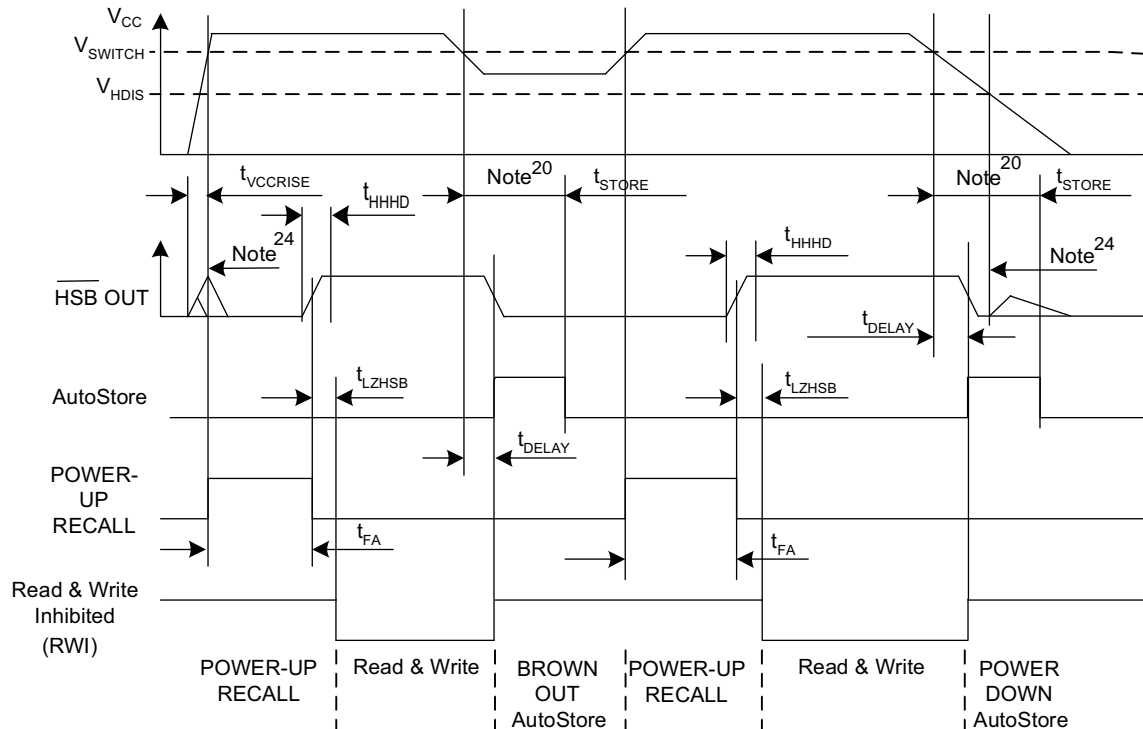 VCC
VSWITCH
VHDIS
tVCCRISE
Note20
tSTORE
Note20
tSTORE
tHHHD
Note24
tHHHD
Note24
HSB OUT
tDELAY
tLZHSB
tLZHSB
AutoStore
tDELAY
POWER-
UP
RECALL
tFA
tFA
Read & Write
Inhibited
(RWI)
POWER-UP
RECALL
Read & Write
BROWN
OUT
AutoStore
POWER-UP
RECALL
Read & Write
POWER
DOWN
AutoStore